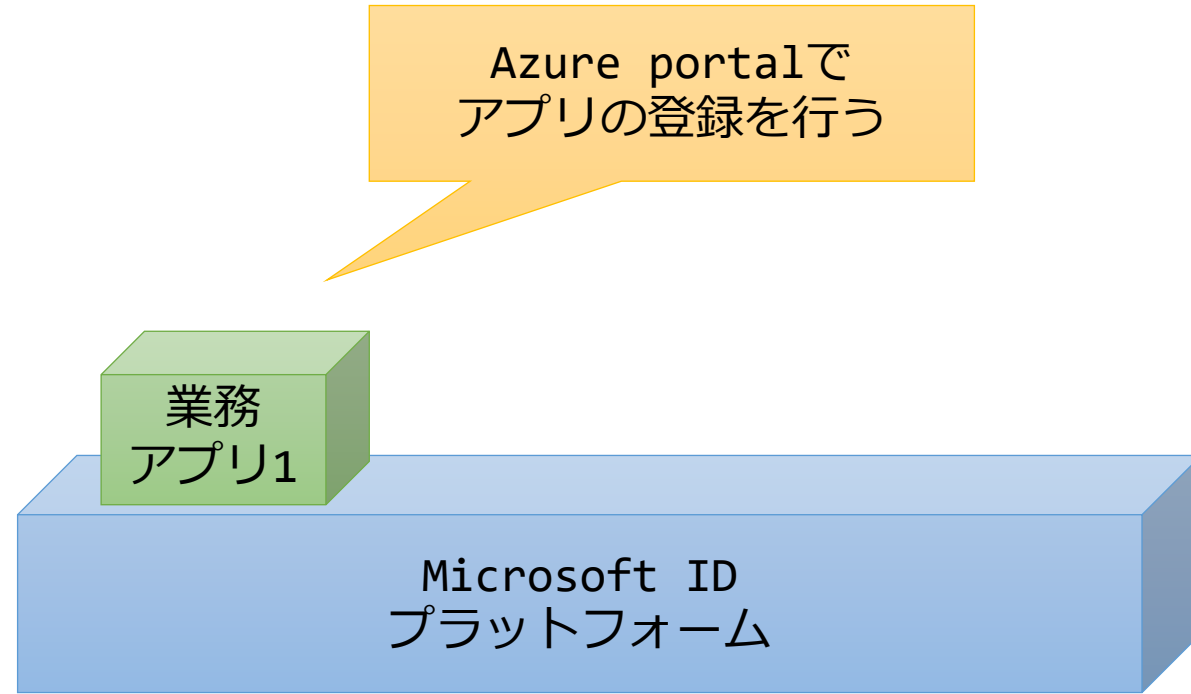 Azure portalで
アプリの登録を行う
業務
アプリ1
Microsoft ID
プラットフォーム